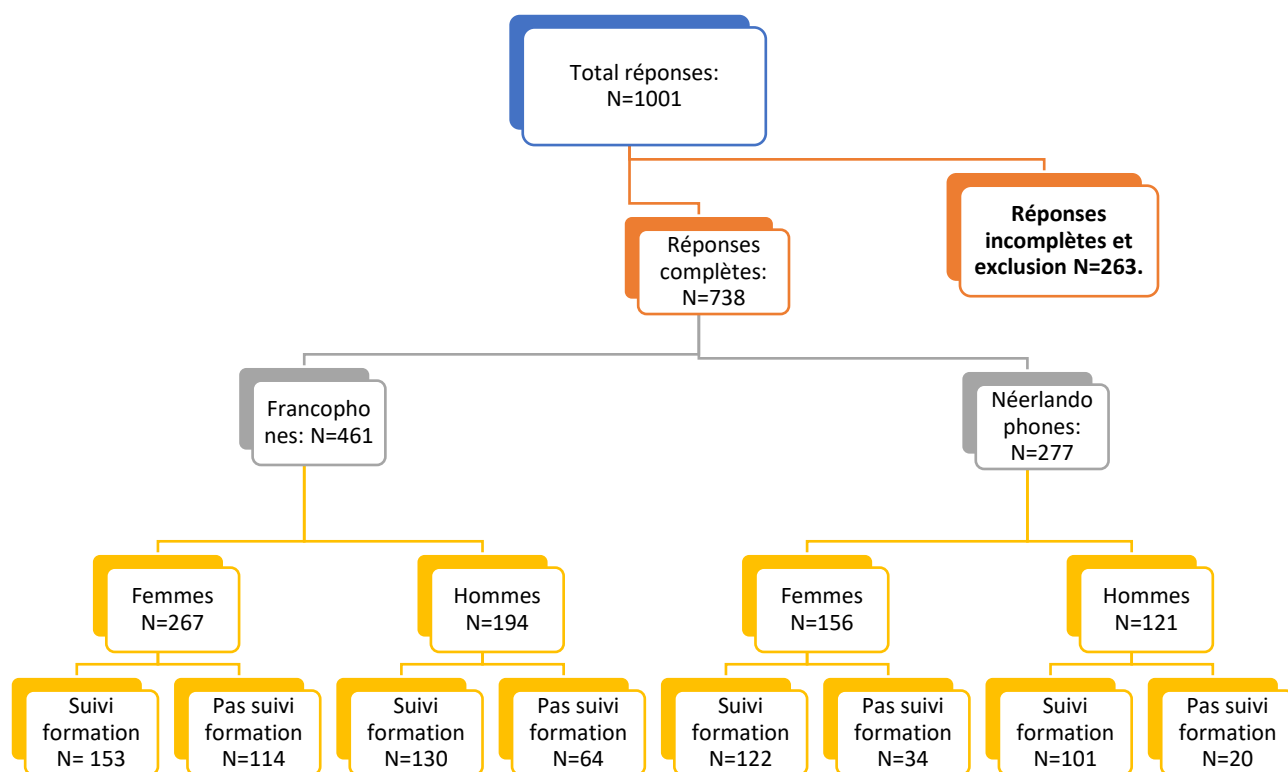 Total réponses:
N=1001
Réponses
incomplètes et
exclusion N=263.
Réponses
complètes:
N=738
Francopho
nes: N=461
Néerlando
phones:
N=277
Femmes
N=267
Hommes
N=194
Femmes
N=156
Hommes
N=121
Suivi
formation
N= 153
Pas suivi
formation
N=114
Suivi
formation
N=130
Pas suivi
formation
N=64
Suivi
formation
N=122
Pas suivi
formation
N=34
Suivi
formation
N=101
Pas suivi
formation
N=20